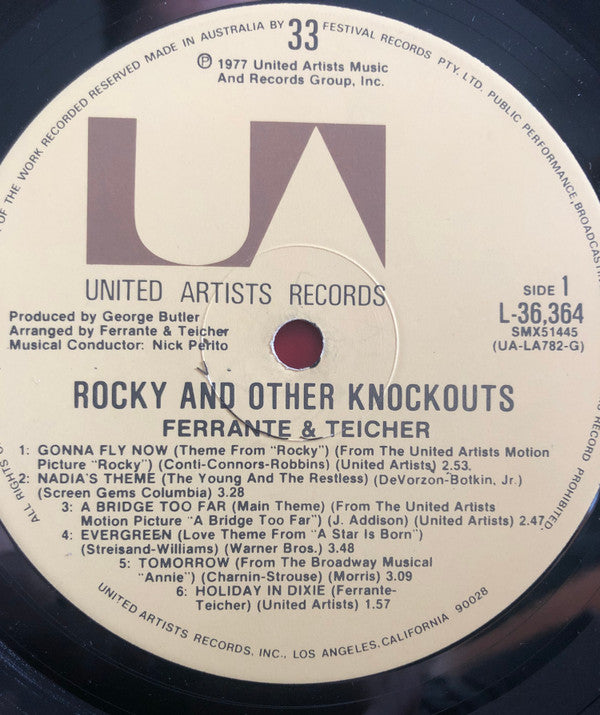 OF THE WORK RECORDED RESERVED MADE IN AUSTRALIA BY FESTIVAL RECORDS PTY. LTD. PUBLIC PERFORMANCE, BROADCASTING
33
℗ 1977 United Artists Music
And Records Group, Inc.
UA
UNITED ARTISTS RECORDS
Produced by George Butler
Arranged by Ferrante & Teicher
Musical Conductor: Nick Perito
SIDE 1
L-36,364
SMX51445
(UA-LA782-G)
ROCKY AND OTHER KNOCKOUTS
FERRANTE & TEICHER
1: GONNA FLY NOW (Theme From "Rocky") (From The United Artists Motion
Picture "Rocky") (Conti-Connors-Robbins) (United Artists) 2.53.
2: NADIA'S THEME (The Young And The Restless) (DeVorzon-Botkin, Jr.)
(Screen Gems Columbia) 3.28
3: A BRIDGE TOO FAR (Main Theme) (From The United Artists
Motion Picture "A Bridge Too Far") (J. Addison) (United Artists) 2.47
4: EVERGREEN (Love Theme From "A Star Is Born")
(Streisand-Williams) (Warner Bros.) 3.48
5: TOMORROW (From The Broadway Musical
"Annie") (Charnin-Strouse) (Morris) 3.09
6: HOLIDAY IN DIXIE (Ferrante-
Teicher) (United Artists) 1.57
RECORD PROHIBITED.
ALL RIGHTS
UNITED ARTISTS RECORDS, INC., LOS ANGELES, CALIFORNIA 90028